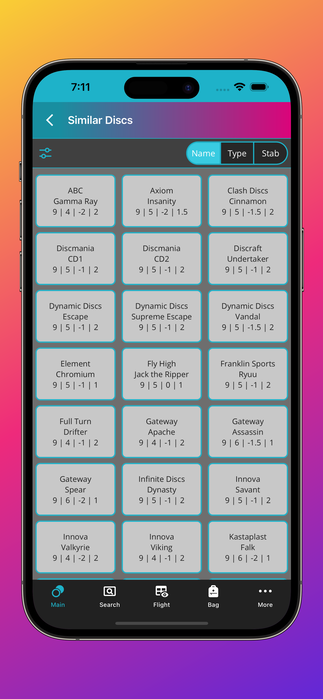 7:11
Similar Discs
Name Type Stab
ABC
Gamma Ray
9 | 4 | -2 | 2
Axiom
Insanity
9 | 5 | -2 | 1.5
Clash Discs
Cinnamon
9 | 5 | -1.5 | 2
Discmania
CD1
9 | 5 | -1 | 2
Discmania
CD2
9 | 5 | -1 | 2
Discraft
Undertaker
9 | 5 | -1 | 2
Dynamic Discs
Escape
9 | 5 | -1 | 2
Dynamic Discs
Supreme Escape
9 | 5 | -1 | 2
Dynamic Discs
Vandal
9 | 5 | -1.5 | 2
Element
Chromium
9 | 5 | -1 | 1
Fly High
Jack the Ripper
9 | 5 | 0 | 1
Franklin Sports
Ryuu
9 | 5 | -1 | 2
Full Turn
Drifter
9 | 4 | -1 | 2
Gateway
Apache
9 | 4 | -1 | 2
Gateway
Assassin
9 | 6 | -1.5 | 1
Gateway
Spear
9 | 6 | -2 | 1
Infinite Discs
Dynasty
9 | 5 | -1 | 2
Innova
Savant
9 | 5 | -1 | 2
Innova
Valkyrie
9 | 4 | -2 | 2
Innova
Viking
9 | 4 | -1 | 2
Kastaplast
Falk
9 | 6 | -2 | 1
Main Search Flight Bag More